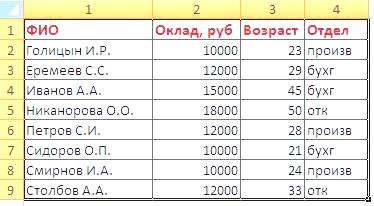 1 2 3 4
1 ФИО Оклад, руб Возраст Отдел
2 Голицын И.Р. 10000 23 произв
3 Еремеев С.С. 12000 29 бухг
4 Иванов А.А. 15000 45 бухг
5 Никанорова О.О. 18000 50 отк
6 Петров С.И. 12000 28 произв
7 Сидоров О.П. 10000 21 бухг
8 Смирнов И.А. 10000 24 произв
9 Столбов А.А. 12000 33 отк